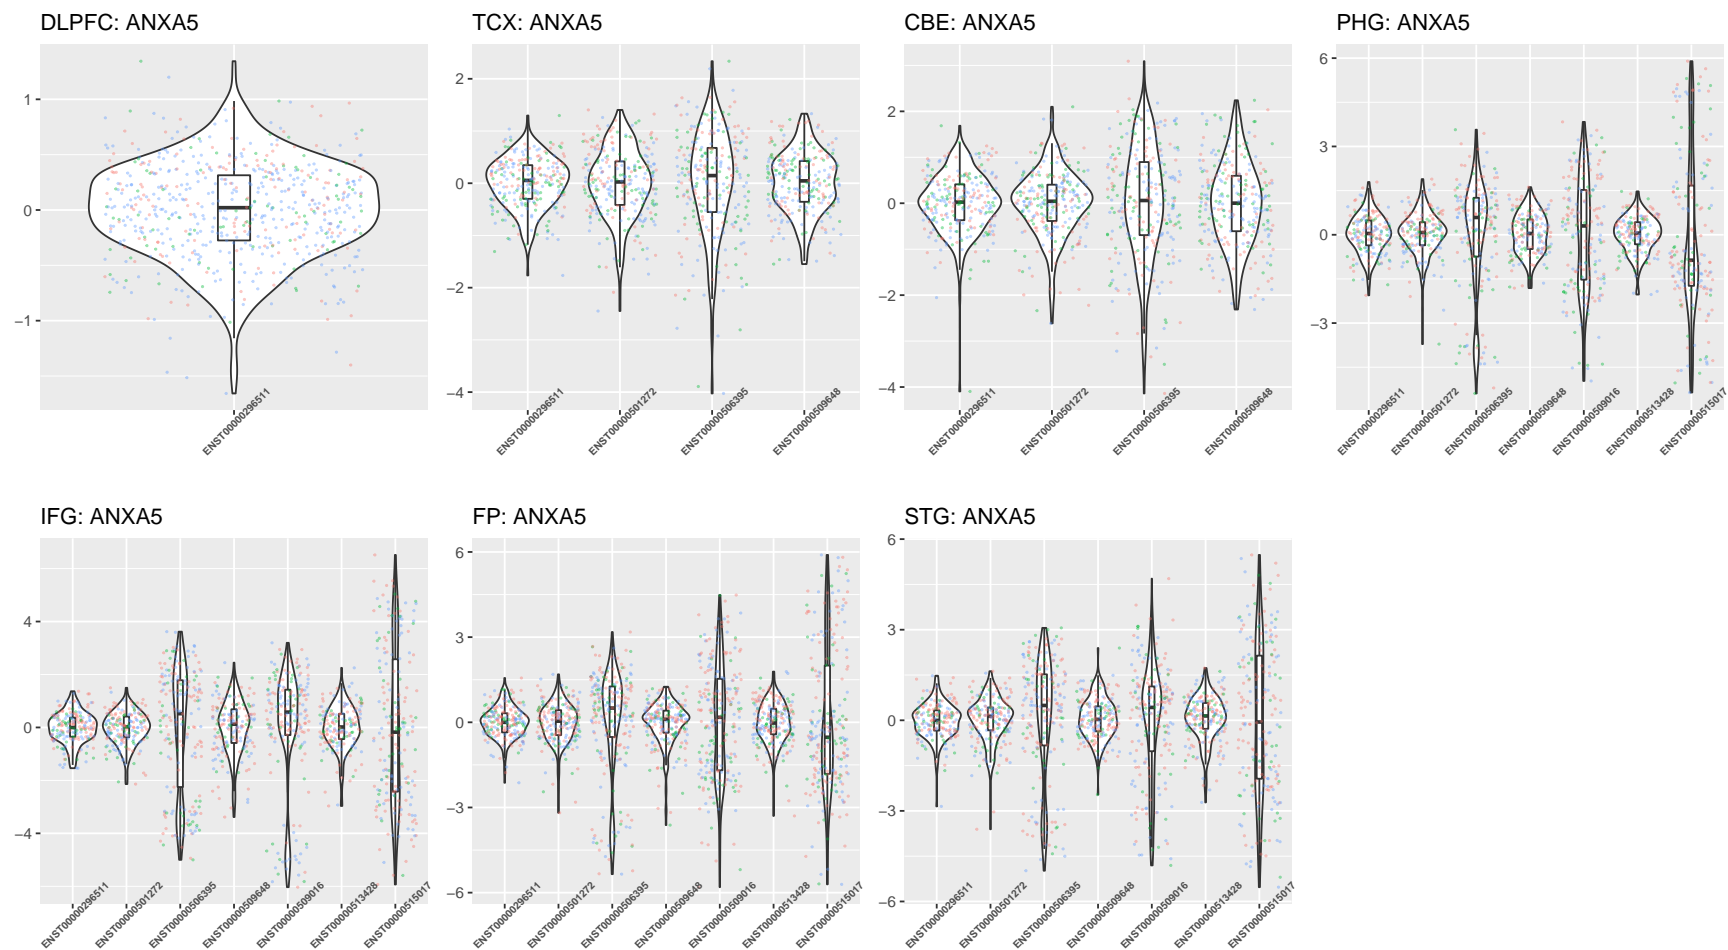 DLPFC: ANXA5
1
0
−1
ENST00000296511
TCX: ANXA5
2
0
−2
−4
ENST00000296511
ENST00000501272
ENST00000506395
ENST00000509648
CBE: ANXA5
2
0
−2
−4
ENST00000296511
ENST00000501272
ENST00000506395
ENST00000509648
PHG: ANXA5
6
3
0
−3
ENST00000296511
ENST00000501272
ENST00000506395
ENST00000509648
ENST00000509016
ENST00000513428
ENST00000515017
IFG: ANXA5
4
0
−4
ENST00000296511
ENST00000501272
ENST00000506395
ENST00000509648
ENST00000509016
ENST00000513428
ENST00000515017
FP: ANXA5
6
3
0
−3
−6
ENST00000296511
ENST00000501272
ENST00000506395
ENST00000509648
ENST00000509016
ENST00000513428
ENST00000515017
STG: ANXA5
6
3
0
−3
−6
ENST00000296511
ENST00000501272
ENST00000506395
ENST00000509648
ENST00000509016
ENST00000513428
ENST00000515017